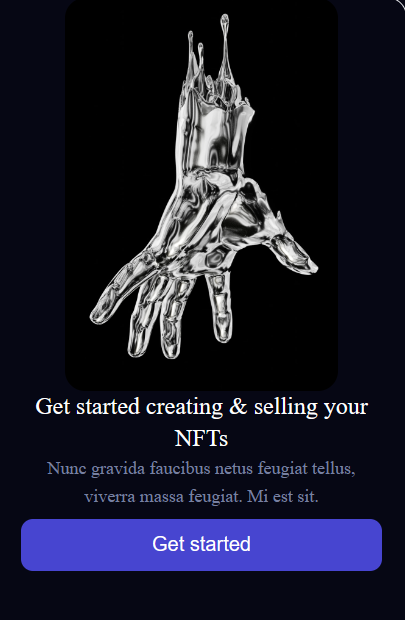 Get started creating & selling your
NFTs
Nunc gravida faucibus netus feugiat tellus,
viverra massa feugiat. Mi est sit.
Get started